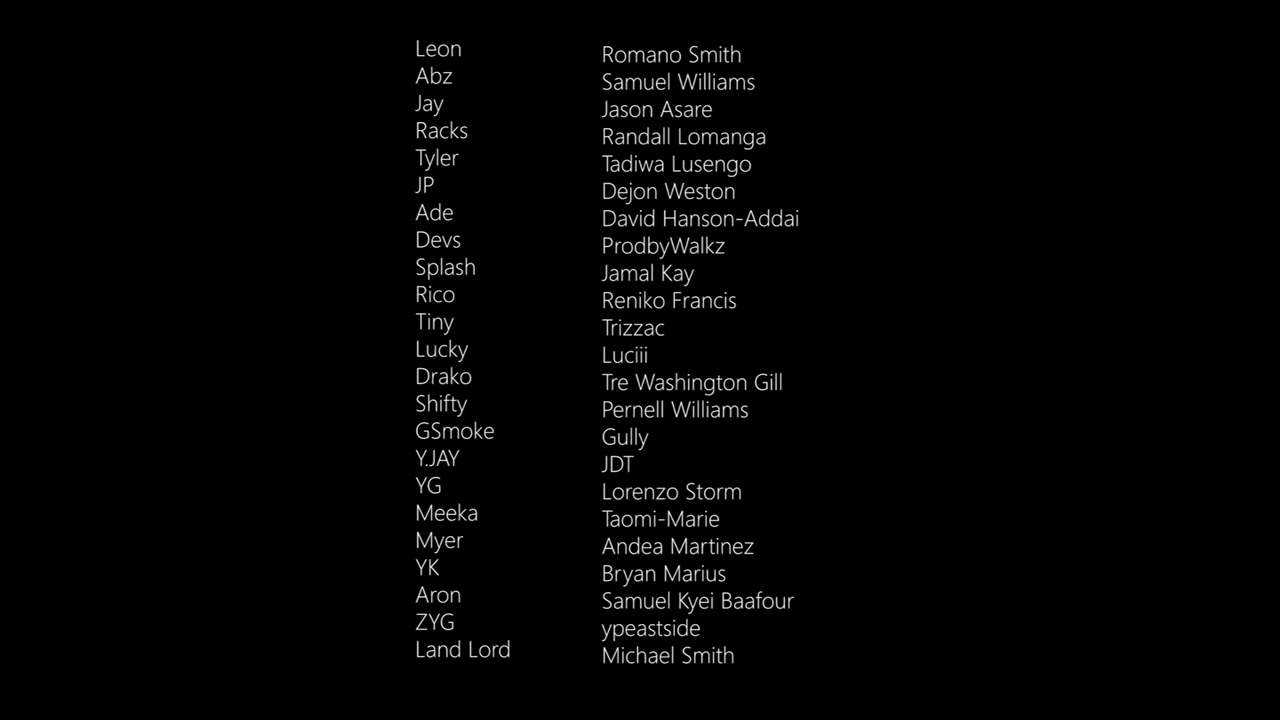 Leon Romano Smith
Abz Samuel Williams
Jay Jason Asare
Racks Randall Lomanga
Tyler Tadiwa Lusengo
JP Dejon Weston
Ade David Hanson-Addai
Devs ProdbyWalkz
Splash Jamal Kay
Rico Reniko Francis
Tiny Trizzac
Lucky Luciii
Drako Tre Washington Gill
Shifty Pernell Williams
GSmoke Gully
Y.JAY JDT
YG Lorenzo Storm
Meeka Taomi-Marie
Myer Andea Martinez
YK Bryan Marius
Aron Samuel Kyei Baafour
ZYG ypeastside
Land Lord Michael Smith